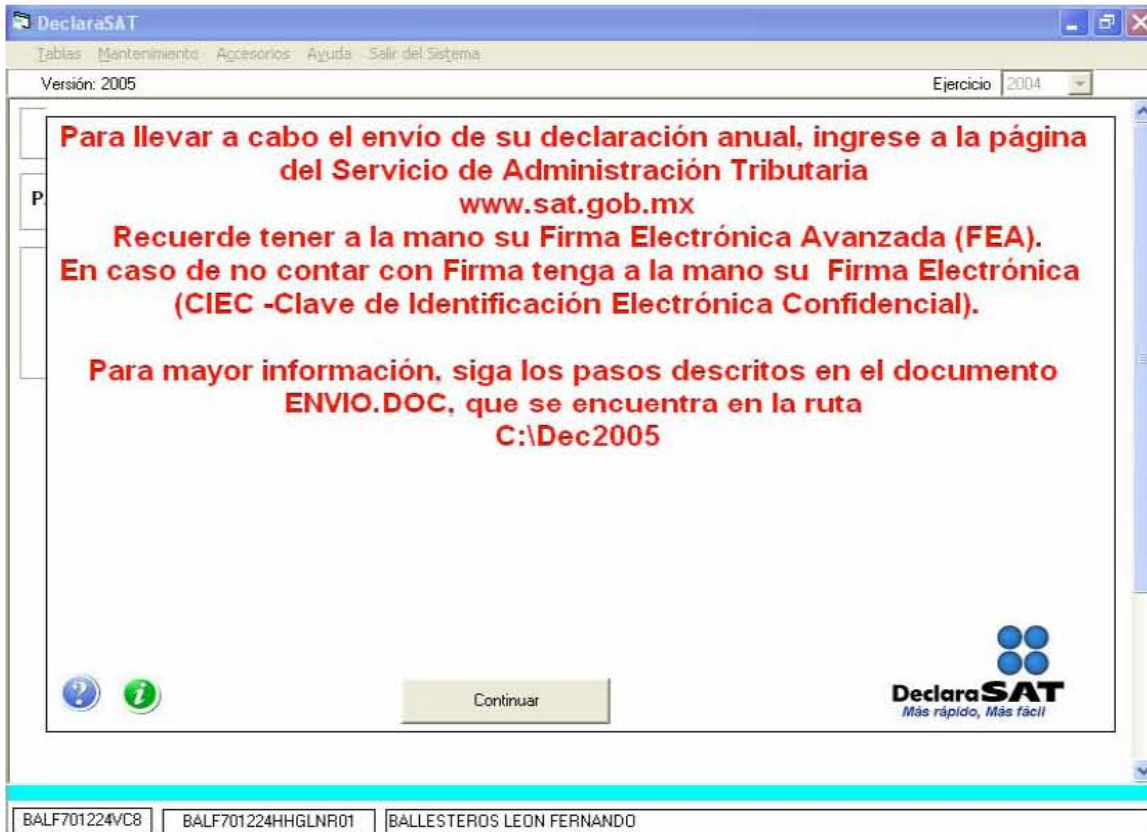 DeclaraSAT
Tablas Mantenimiento Accesorios Ayuda Salir del Sistema
Versión: 2005 Ejercicio 2004
P
Para llevar a cabo el envío de su declaración anual, ingrese a la página
del Servicio de Administración Tributaria
www.sat.gob.mx
Recuerde tener a la mano su Firma Electrónica Avanzada (FEA).
En caso de no contar con Firma tenga a la mano su Firma Electrónica
(CIEC -Clave de Identificación Electrónica Confidencial).
Para mayor información, siga los pasos descritos en el documento
ENVIO.DOC, que se encuentra en la ruta
C:\Dec2005
Continuar
DeclaraSAT
Más rápido, Más fácil
BALF701224VC8 BALF701224HHGLNR01 BALLESTEROS LEON FERNANDO